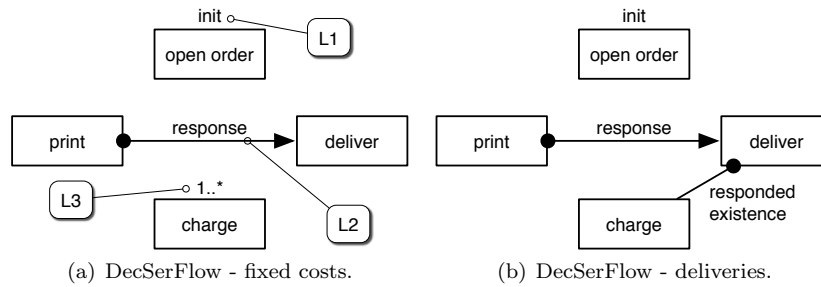 init
L1
open order
print
response
deliver
L3
1..*
charge
L2
(a) DecSerFlow - fixed costs.
init
open order
print
response
deliver
responded
existence
charge
(b) DecSerFlow - deliveries.